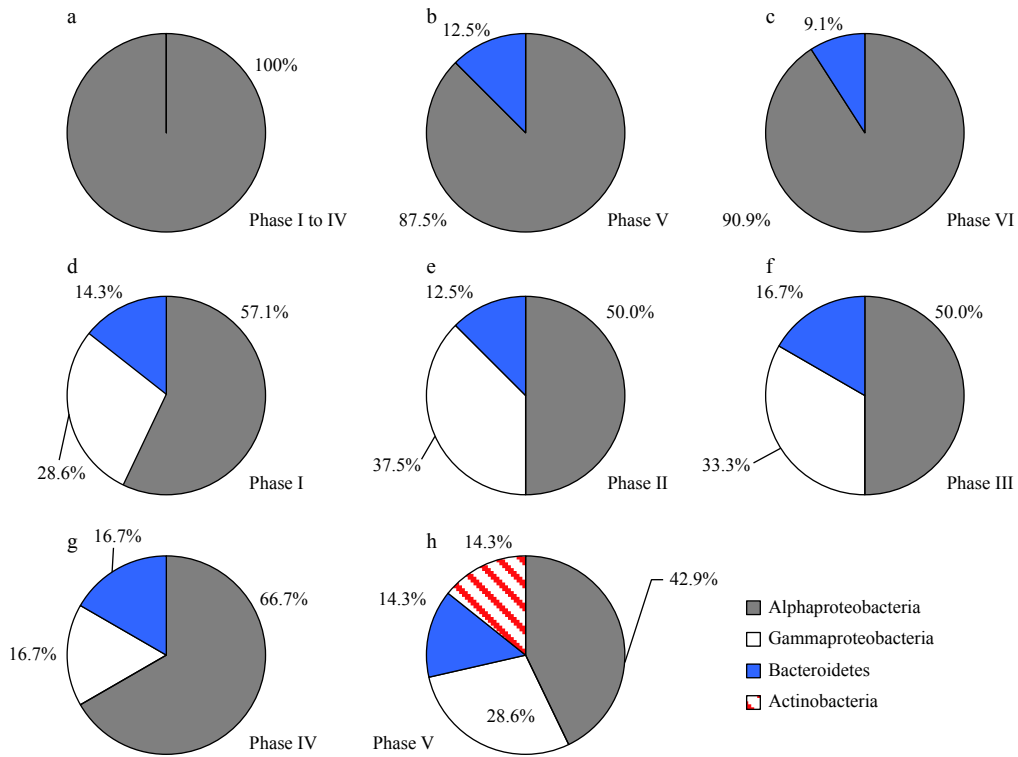 a
100%
Phase I to IV
b
12.5%
87.5%
Phase V
c
9.1%
90.9%
Phase VI
d
14.3%
57.1%
28.6%
Phase I
e
12.5%
50.0%
37.5%
Phase II
f
16.7%
50.0%
33.3%
Phase III
g
16.7%
66.7%
16.7%
Phase IV
h
14.3%
42.9%
14.3%
28.6%
Phase V
Alphaproteobacteria
Gammaproteobacteria
Bacteroidetes
Actinobacteria